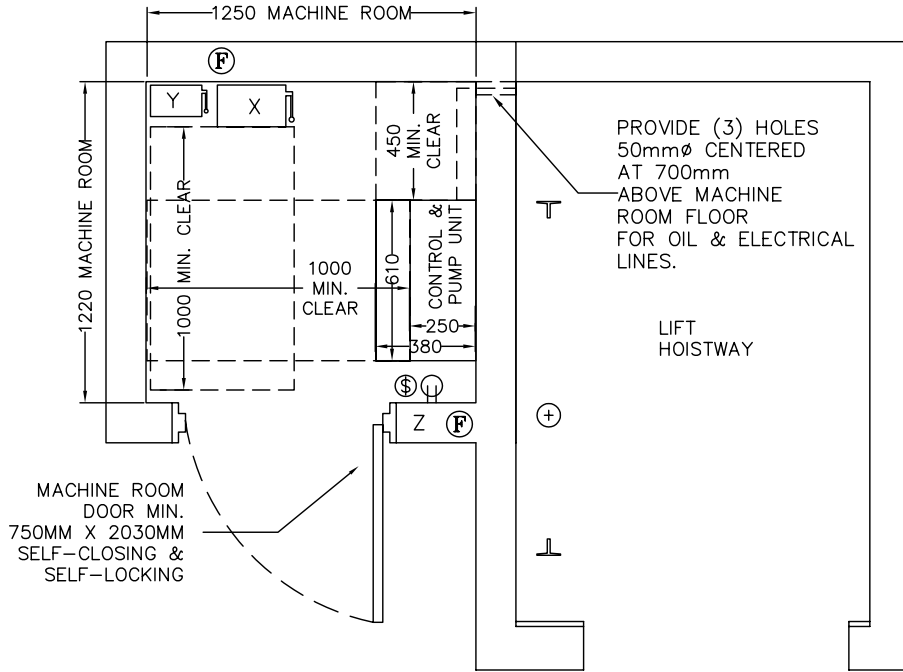 1250 MACHINE ROOM
F
Y
X
450
MIN.
CLEAR
PROVIDE (3) HOLES
50mmø CENTERED
AT 700mm
ABOVE MACHINE
ROOM FLOOR
FOR OIL & ELECTRICAL
LINES.
1220 MACHINE ROOM
1000 MIN. CLEAR
1000
MIN.
CLEAR
610
CONTROL &
PUMP UNIT
250
380
LIFT
HOISTWAY
$
Z
F
MACHINE ROOM
DOOR MIN.
750MM X 2030MM
SELF-CLOSING &
SELF-LOCKING